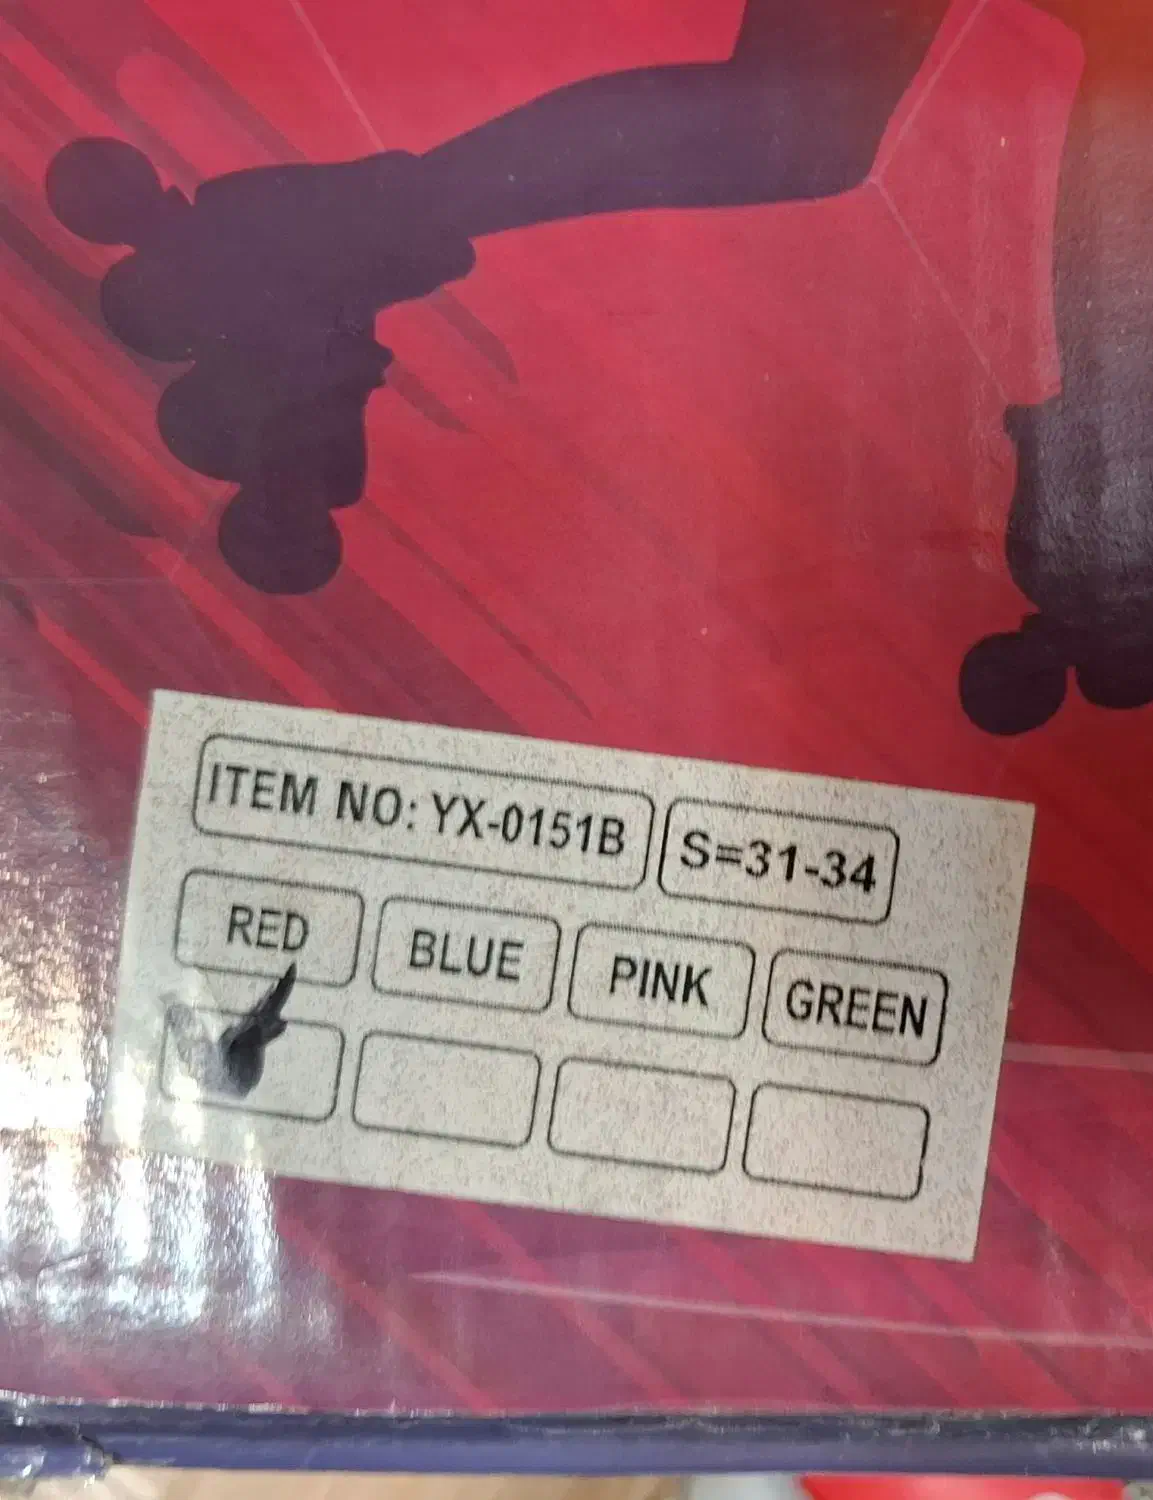 ITEM NO: YX-0151B S=31-34
RED BLUE PINK GREEN